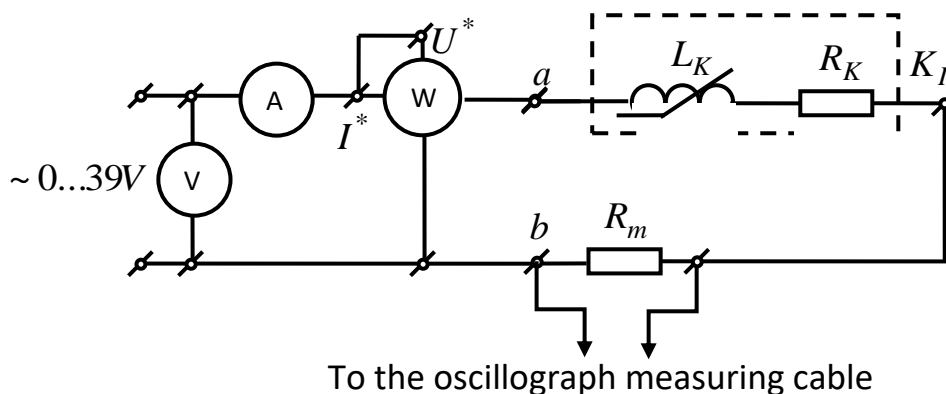 U*
a
L_K
R_K
K_1
A
W
I*
~ 0...39V
V
b
R_m
To the oscillograph measuring cable